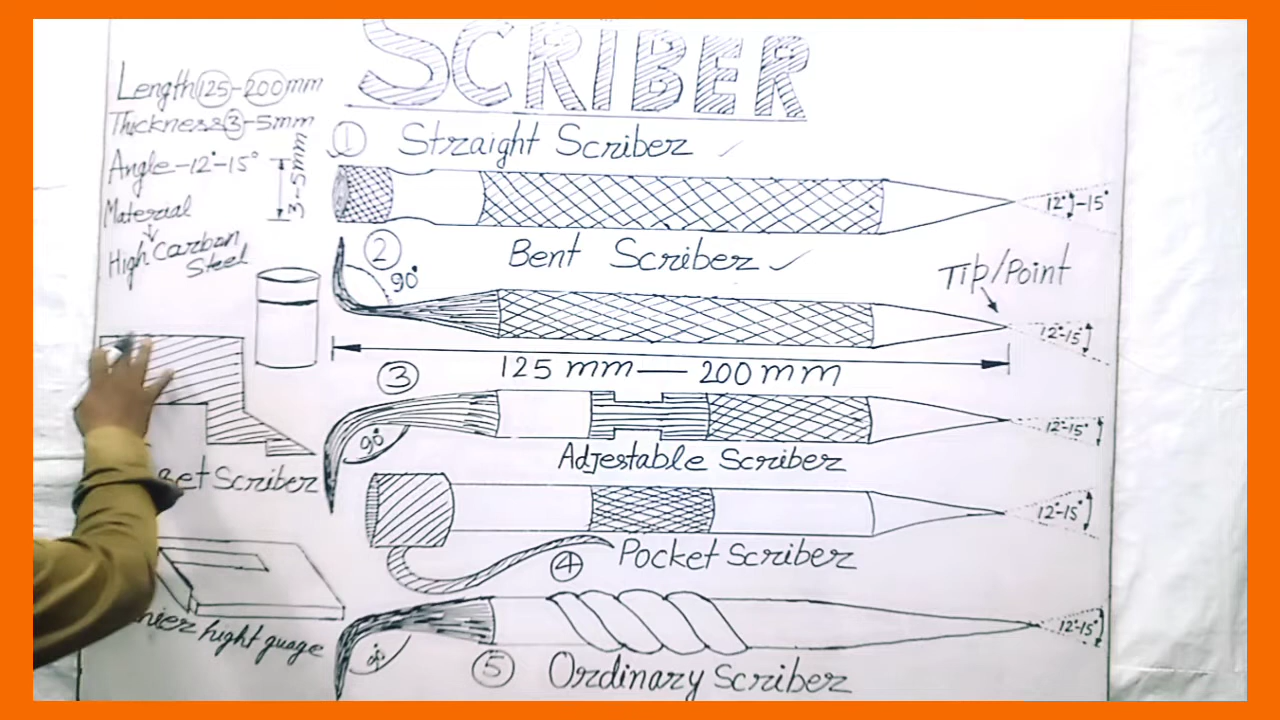 SCRIBER
Length 125-200mm
Thickness 3-5mm
Angle-12°-15°
Material
High Carbon
Steel
3-5mm
① Straight Scriber
12°-15°
② Bent Scriber
90°
Tip/Point
12°-15
125 mm — 200 mm
③
90°
12°-15°
Adjestable Scriber
Scriber
12°-15°
④ Pocket Scriber
hight guage
12°-15°
⑤ Ordinary Scriber